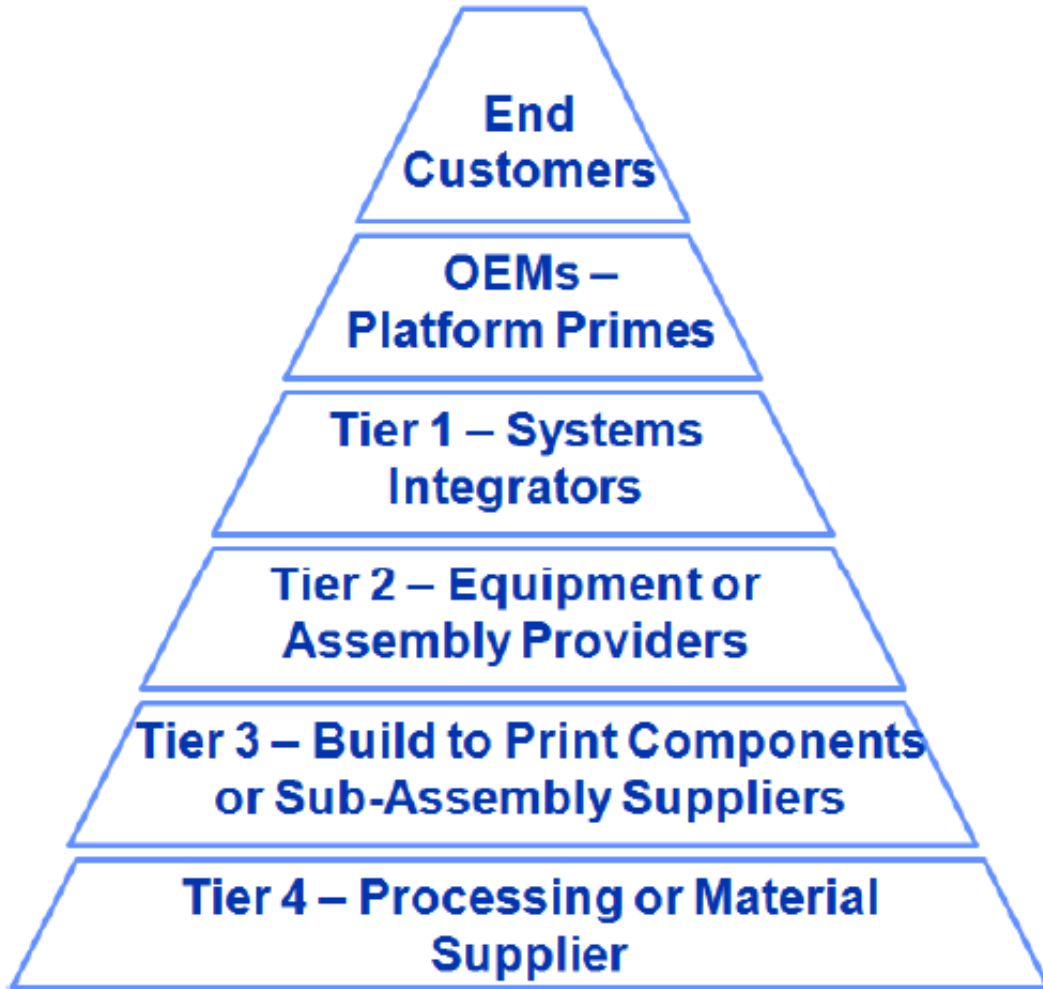 End
Customers
OEMs –
Platform Primes
Tier 1 – Systems
Integrators
Tier 2 – Equipment or
Assembly Providers
Tier 3 – Build to Print Components
or Sub-Assembly Suppliers
Tier 4 – Processing or Material
Supplier